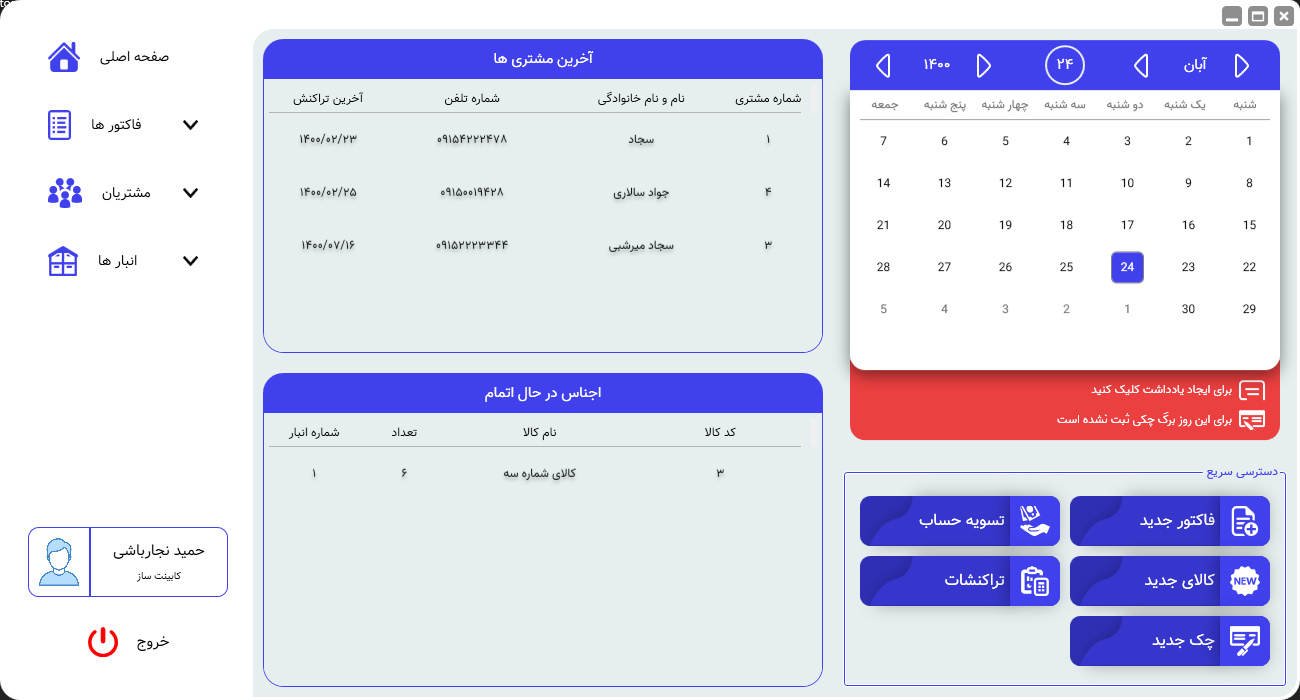 to
صفحه اصلی
فاکتور ها
مشتریان
انبار ها
حمید نجارباشی
کابینت ساز
خروج
آخرین مشتری ها
شماره مشتری نام و نام خانوادگی شماره تلفن آخرین تراکنش
۱ سجاد ۰۹۱۵۴۲۲۲۴۷۸ ۱۴۰۰/۰۲/۲۳
۴ جواد سالاری ۰۹۱۵۰۰۱۹۴۲۸ ۱۴۰۰/۰۲/۲۵
۳ سجاد میرشبی ۰۹۱۵۲۲۲۳۳۴۴ ۱۴۰۰/۰۷/۱۶
اجناس در حال اتمام
کد کالا نام کالا تعداد شماره انبار
۳ کالای شماره سه ۶ ۱
آبان ۲۴ ۱۴۰۰
شنبه یک شنبه دو شنبه سه شنبه چهار شنبه پنج شنبه جمعه
1 2 3 4 5 6 7
8 9 10 11 12 13 14
15 16 17 18 19 20 21
22 23 24 25 26 27 28
29 30 1 2 3 4 5
برای ایجاد یادداشت کلیک کنید
برای این روز برگ چکی ثبت نشده است
دسترسی سریع
فاکتور جدید
تسویه حساب
NEW
کالای جدید
تراکنشات
چک جدید